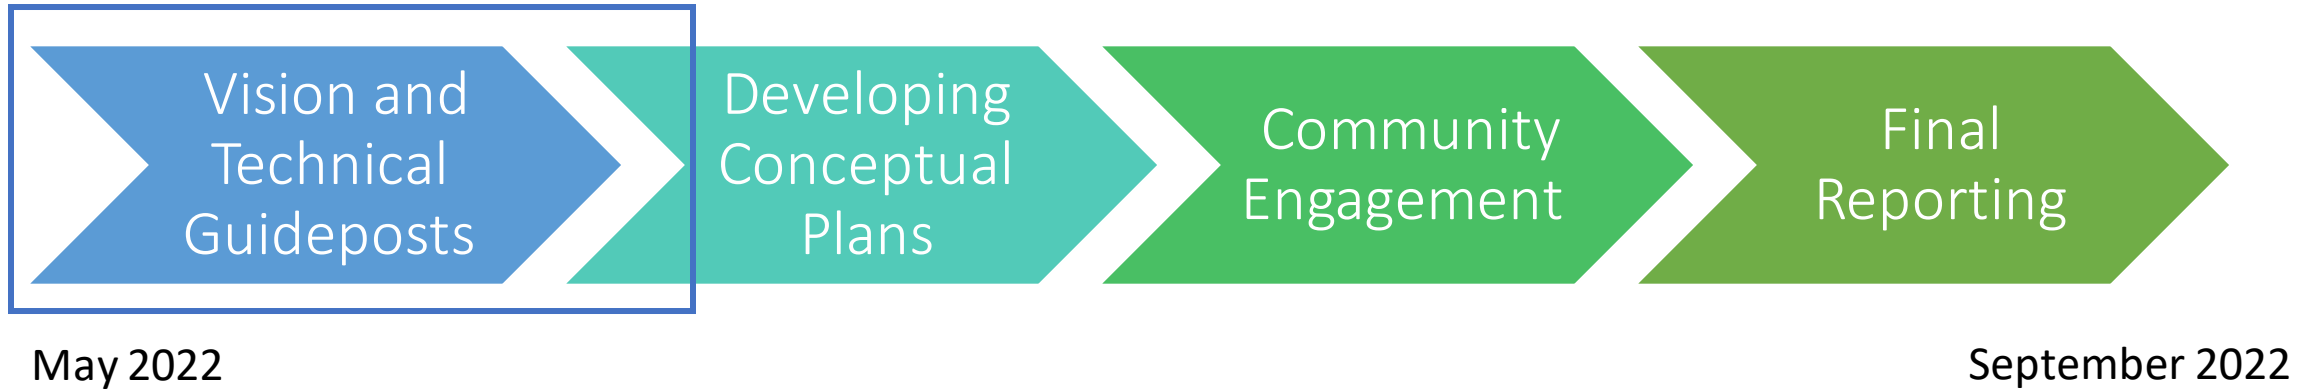 Vision and
Technical
Guideposts
Developing
Conceptual
Plans
Community
Engagement
Final
Reporting
May 2022
September 2022